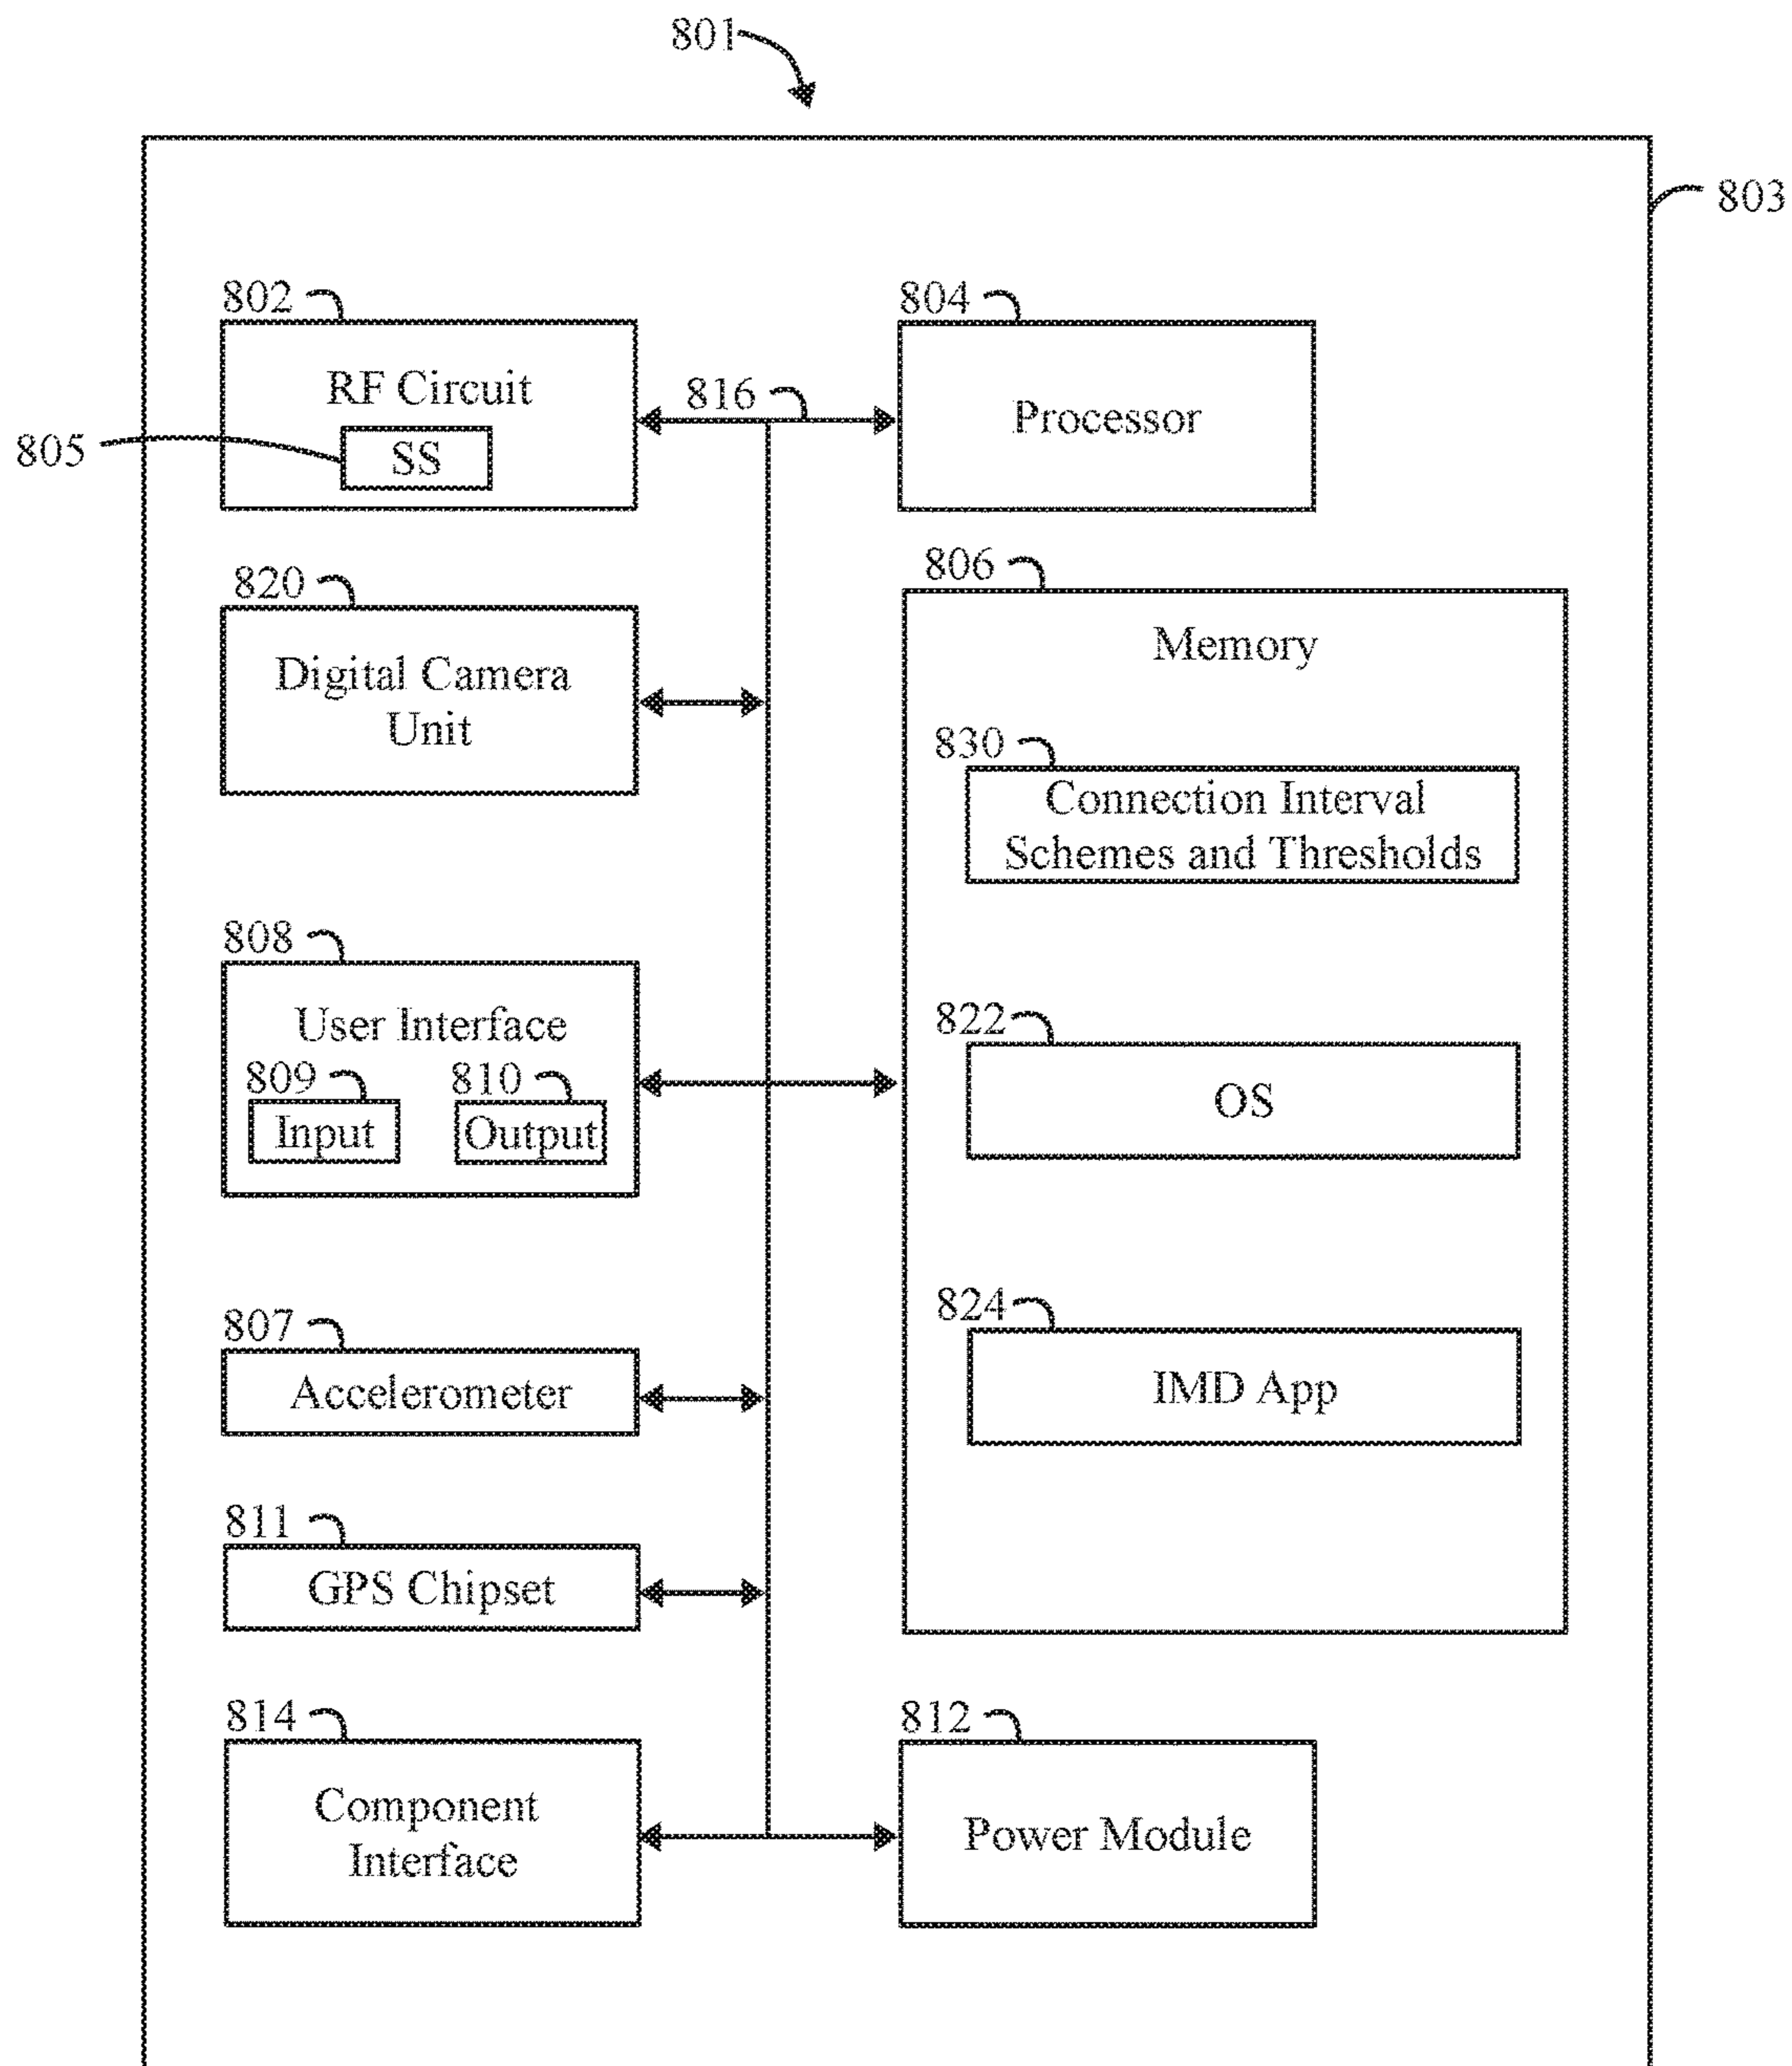 801
803
802
804
RF Circuit
816
Processor
805
SS
820
806
Digital Camera
Unit
Memory
830
Connection Interval
Schemes and Thresholds
808
User Interface
809
810
Input
Output
822
OS
807
Accelerometer
824
IMD App
811
GPS Chipset
814
Component
Interface
812
Power Module